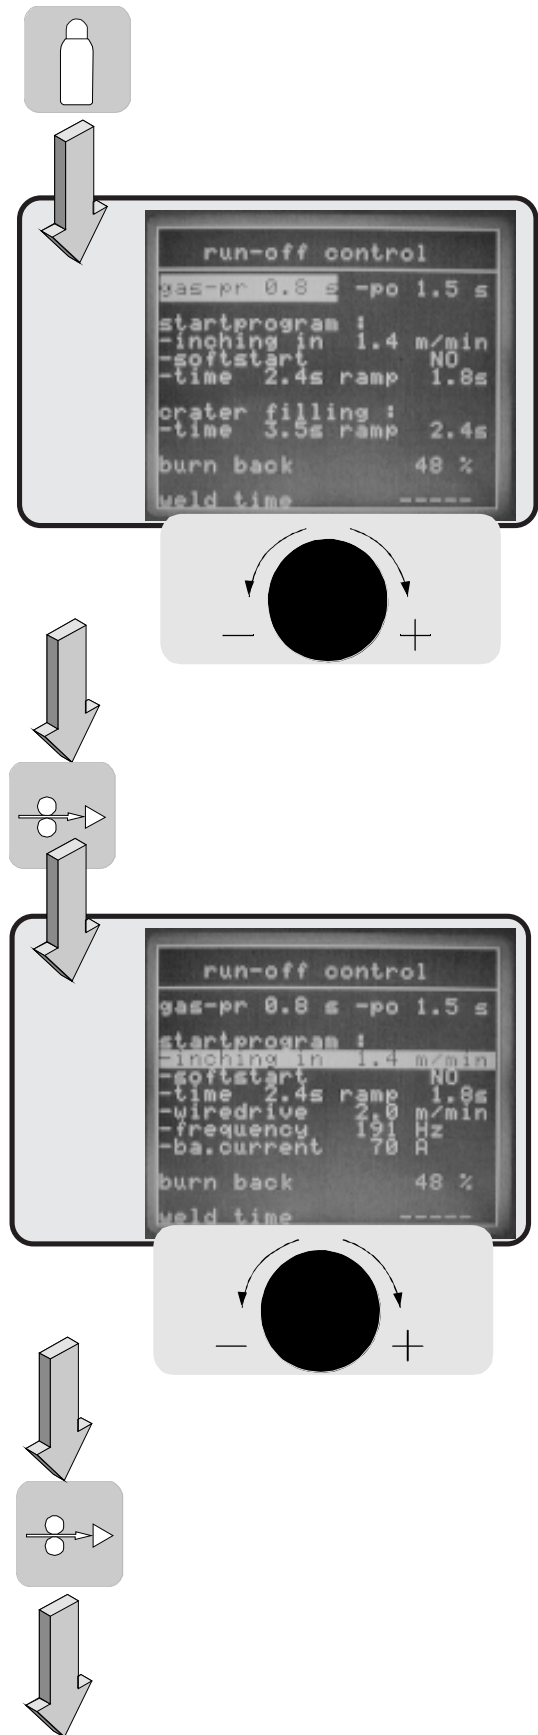 run-off control
gas-pr 0.8 s -po 1.5 s
startprogram :
-inching in 1.4 m/min
-softstart NO
-time 2.4s ramp 1.8s
crater filling :
-time 3.5s ramp 2.4s
burn back 48 %
weld time -----
− +
run-off control
gas-pr 0.8 s -po 1.5 s
startprogram :
-inching in 1.4 m/min
-softstart NO
-time 2.4s ramp 1.8s
-wiredrive 2.0 m/min
-frequency 191 Hz
-ba.current 70 A
burn back 48 %
weld time -----
− +